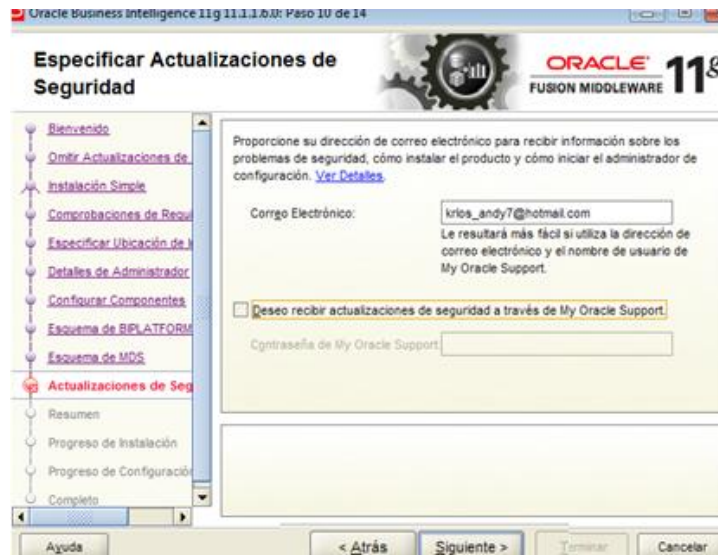 Oracle Business Intelligence 11g 11.1.1.6.0: Paso 10 de 14
Especificar Actualizaciones de
Seguridad
ORACLE
FUSION MIDDLEWARE 11g
Bienvenido
Omitir Actualizaciones de
Instalación Simple
Comprobaciones de Requi
Especificar Ubicación de I
Detalles de Administrador
Configurar Componentes
Esquema de BIPLATFORM
Esquema de MDS
Actualizaciones de Seg
Resumen
Progreso de Instalación
Progreso de Configuración
Completo
Proporcione su dirección de correo electrónico para recibir información sobre los
problemas de seguridad, cómo instalar el producto y cómo iniciar el administrador de
configuración. Ver Detalles.
Correo Electrónico:
krlos_andy7@hotmail.com
Le resultará más fácil si utiliza la dirección de
correo electrónico y el nombre de usuario de
My Oracle Support.
Deseo recibir actualizaciones de seguridad a través de My Oracle Support.
Contraseña de My Oracle Support:
Ayuda
< Atrás
Siguiente >
Terminar
Cancelar